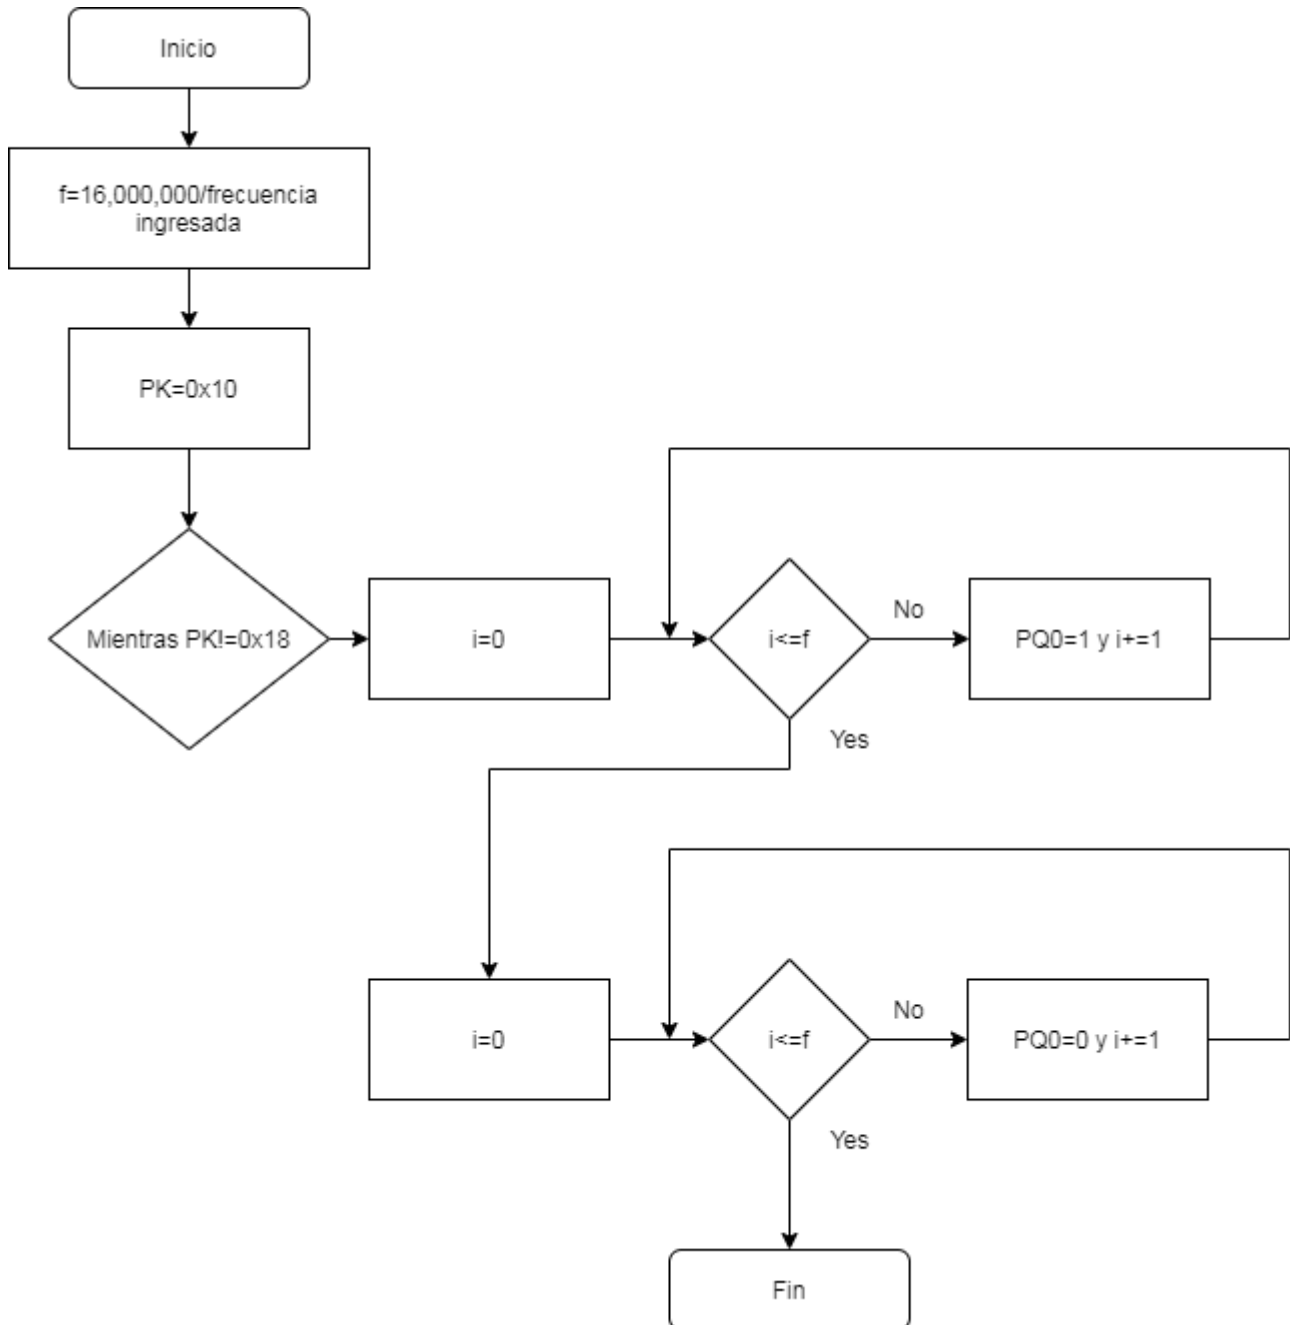 Inicio
f=16,000,000/frecuencia
ingresada
PK=0x10
Mientras PK!=0x18
i=0
i<=f
No
PQ0=1 y i+=1
Yes
i=0
i<=f
No
PQ0=0 y i+=1
Yes
Fin